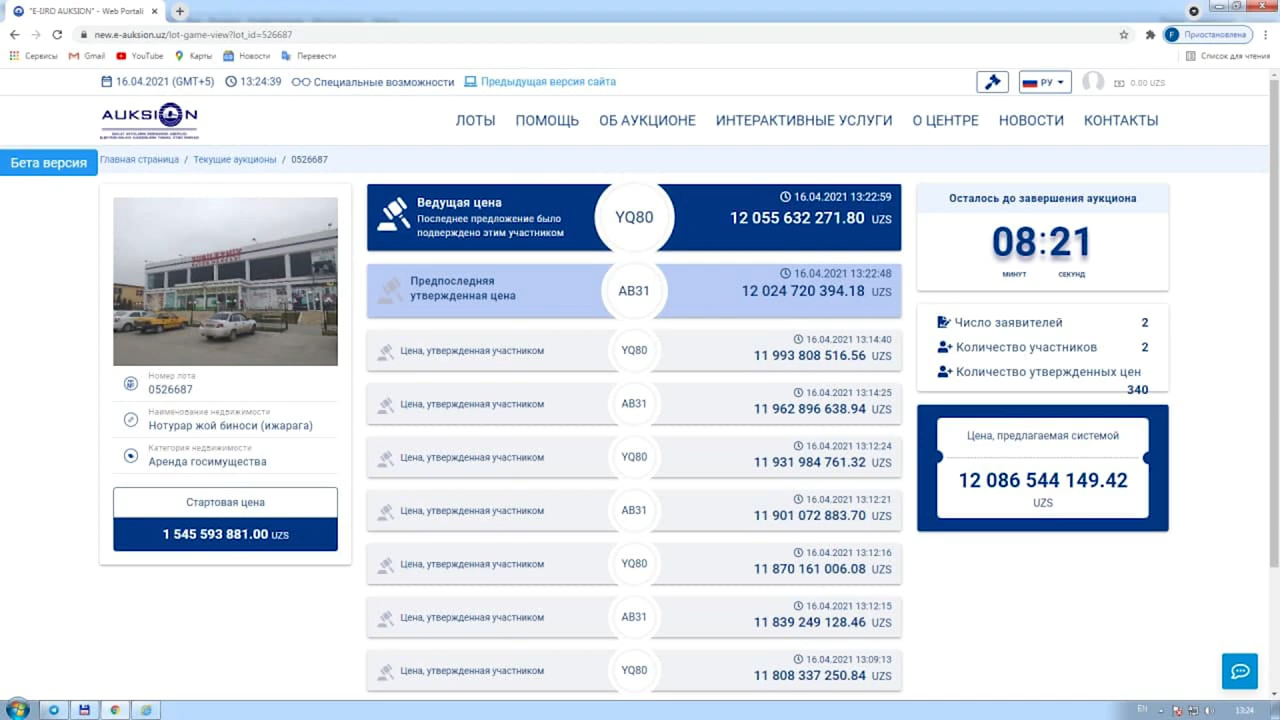 "E-IJRO AUKSION" - Web Portali
new.e-auksion.uz/lot-game-view?lot_id=526687
Приостановлена
Сервисы Gmail YouTube Карты Новости Перевести Список для чтения
16.04.2021 (GMT+5) 13:24:39 Специальные возможности Предыдущая версия сайта РУ 0.00 UZS
AUKSION
ЛОТЫ ПОМОЩЬ ОБ АУКЦИОНЕ ИНТЕРАКТИВНЫЕ УСЛУГИ О ЦЕНТРЕ НОВОСТИ КОНТАКТЫ
Бета версия
Главная страница / Текущие аукционы / 0526687
Номер лота
0526687
Наименование недвижимости
Нотурар жой биноси (ижарага)
Категория недвижимости
Аренда госимущества
Стартовая цена
1 545 593 881.00 UZS
Ведущая цена
Последнее предложение было
подтверждено этим участником
YQ80
16.04.2021 13:22:59
12 055 632 271.80 UZS
Предпоследняя
утвержденная цена
AB31
16.04.2021 13:22:48
12 024 720 394.18 UZS
Цена, утвержденная участником
YQ80
16.04.2021 13:14:40
11 993 808 516.56 UZS
Цена, утвержденная участником
AB31
16.04.2021 13:14:25
11 962 896 638.94 UZS
Цена, утвержденная участником
YQ80
16.04.2021 13:12:24
11 931 984 761.32 UZS
Цена, утвержденная участником
AB31
16.04.2021 13:12:21
11 901 072 883.70 UZS
Цена, утвержденная участником
YQ80
16.04.2021 13:12:16
11 870 161 006.08 UZS
Цена, утвержденная участником
AB31
16.04.2021 13:12:15
11 839 249 128.46 UZS
Цена, утвержденная участником
YQ80
16.04.2021 13:09:13
11 808 337 250.84 UZS
Осталось до завершения аукциона
08:21
МИНУТ СЕКУНД
Число заявителей 2
Количество участников 2
Количество утвержденных цен
340
Цена, предлагаемая системой
12 086 544 149.42
UZS
EN 13:24